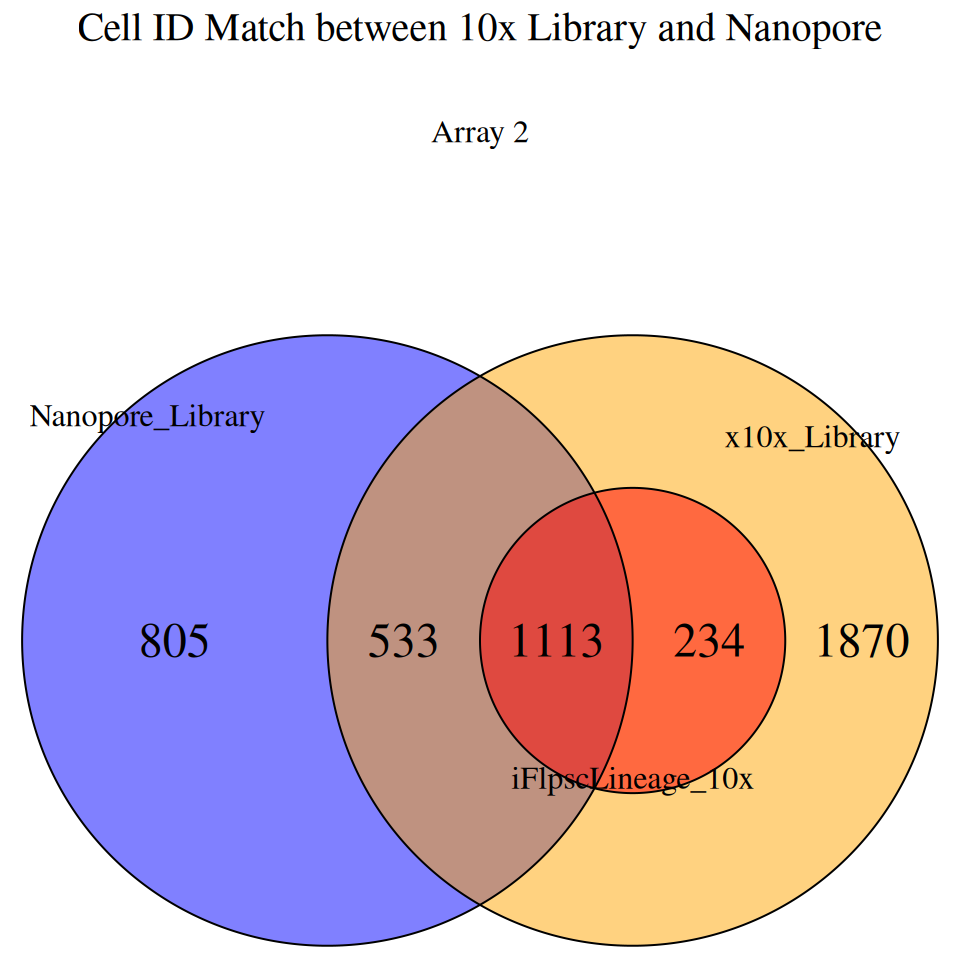 Cell ID Match between 10x Library and Nanopore
Array 2
Nanopore_Library
x10x_Library
805 533 1113 234 1870
iFlpscLineage_10x